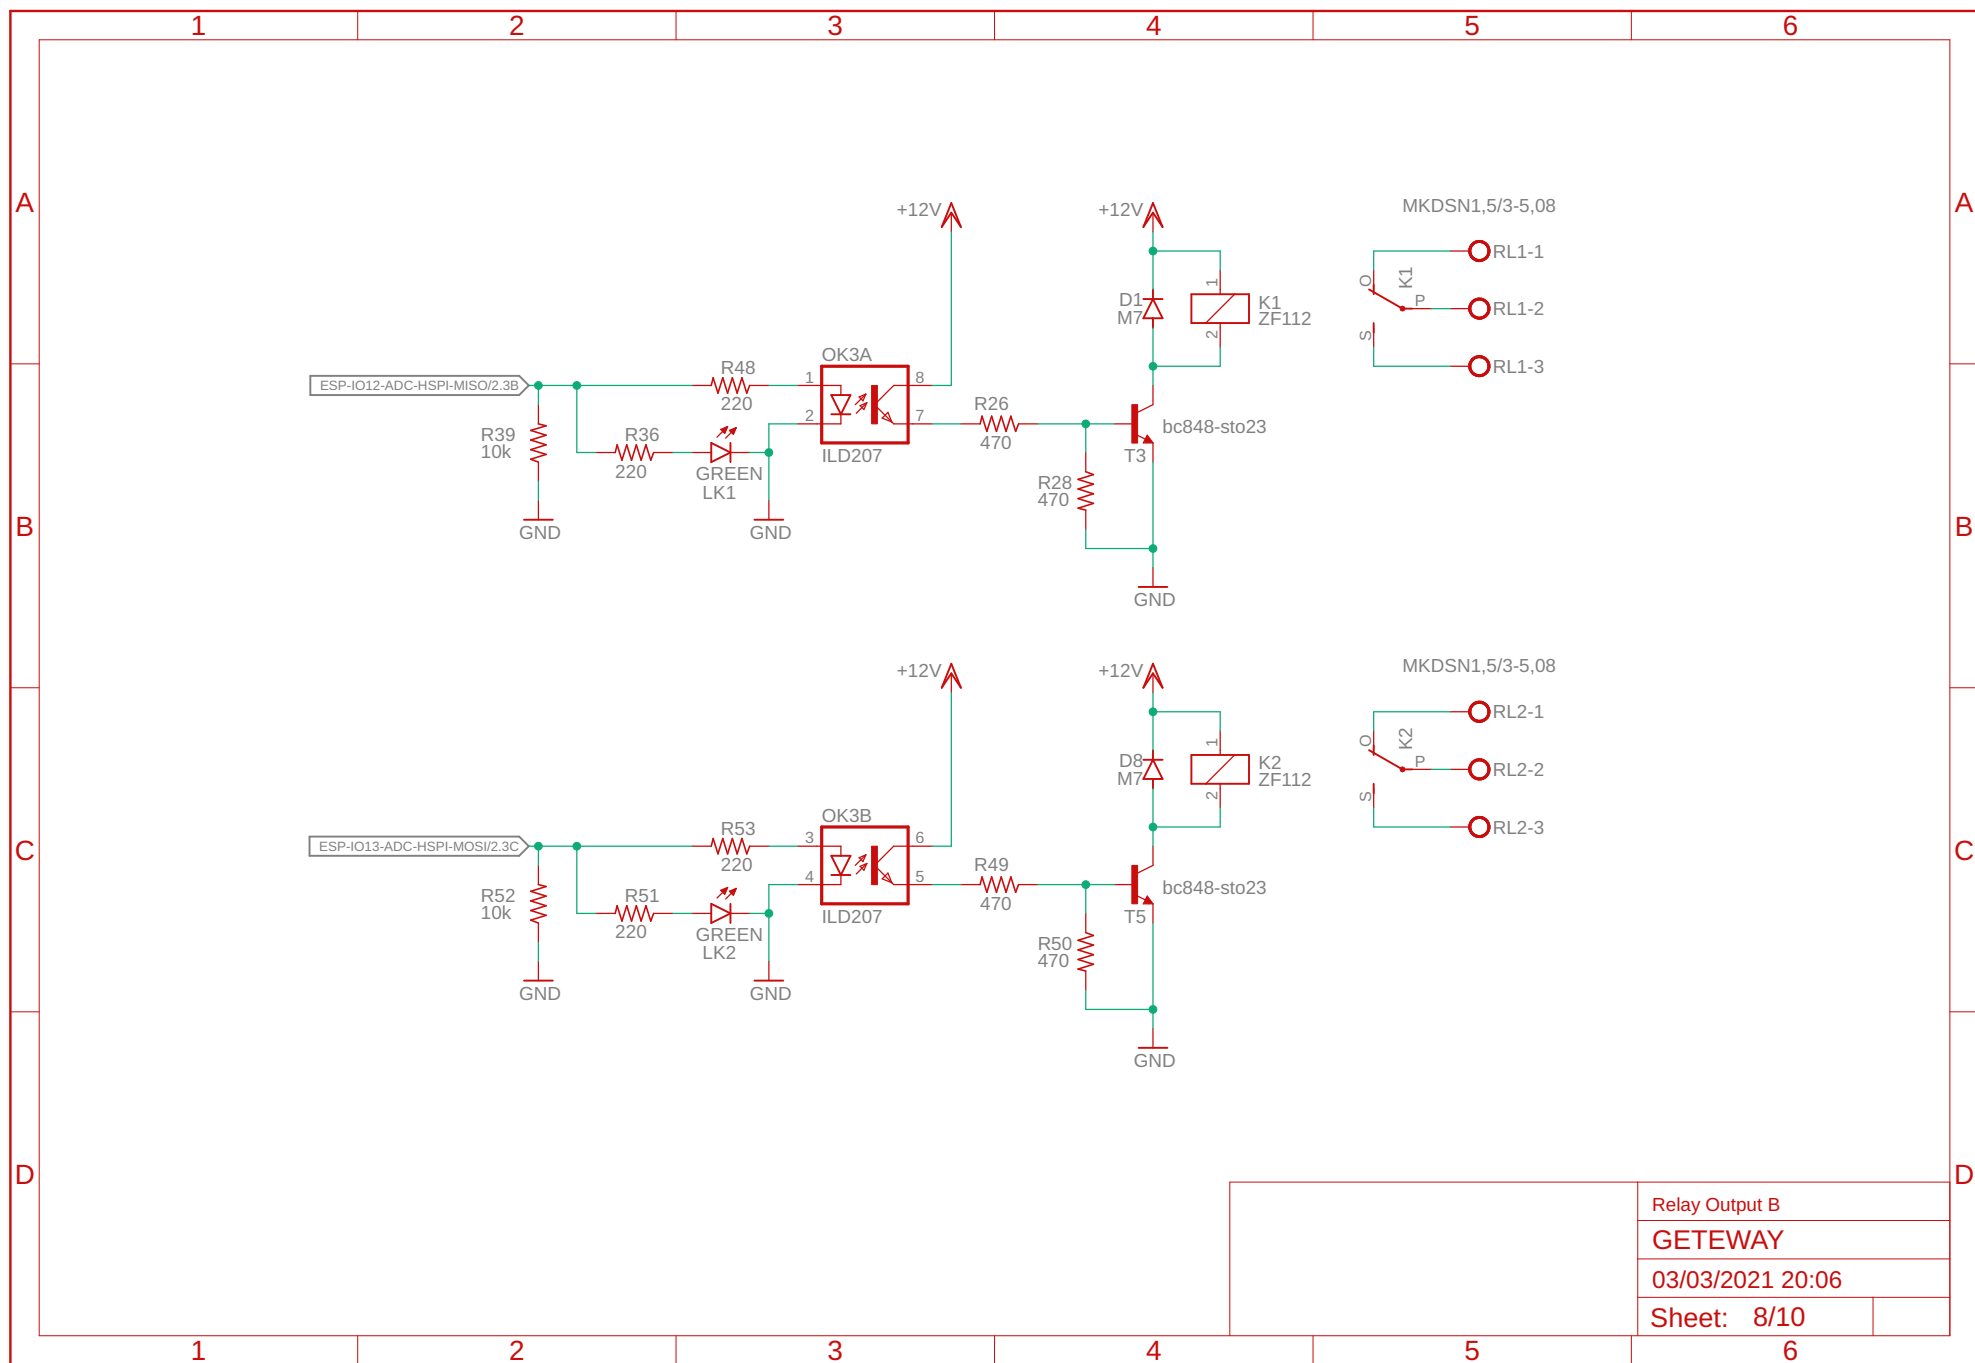 1 2 3 4 5 6
A A
+12V +12V MKDSN1,5/3-5,08
RL1-1
O K1 1
D1 K1 P RL1-2
M7 ZF112
2 S
OK3A RL1-3
ESP-IO12-ADC-HSPI-MISO/2.3B R48 1 8
220 2 7 R26
R39 R36 470 bc848-sto23
10k 220 GREEN ILD207 T3
LK1 R28
470
B GND GND B
GND
+12V +12V MKDSN1,5/3-5,08
RL2-1
O K2 1
D8 K2 P RL2-2
M7 ZF112
2 S
OK3B RL2-3
C ESP-IO13-ADC-HSPI-MOSI/2.3C R53 3 6 C
220 4 5 R49
R52 R51 470 bc848-sto23
10k 220 GREEN ILD207 T5
LK2 R50
470
GND GND
GND
D D
Relay Output B
GETEWAY
03/03/2021 20:06
Sheet: 8/10
1 2 3 4 5 6